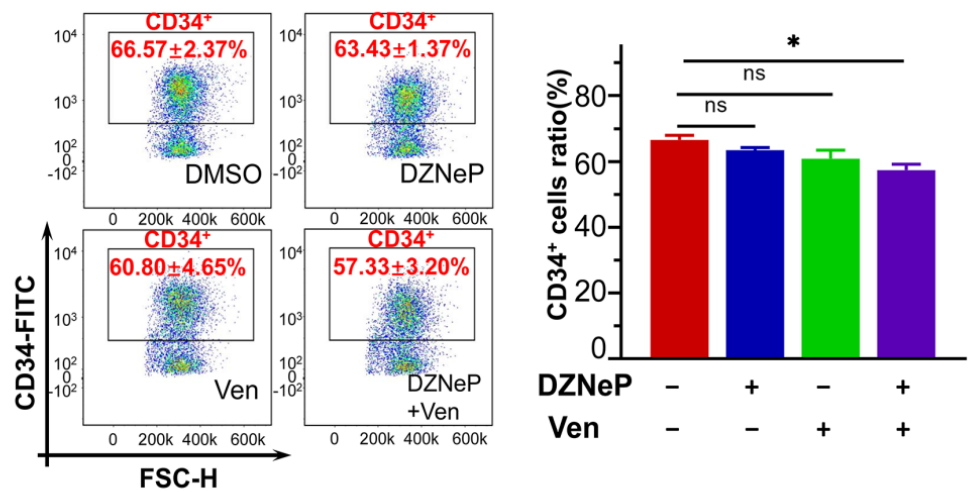 CD34+
66.57±2.37%
10⁴
10³
10²
0
-10²
DMSO
0 200k 400k 600k
CD34+
63.43±1.37%
10⁴
10³
10²
0
-10²
DZNeP
0 200k 400k 600k
CD34+
60.80±4.65%
10⁴
10³
10²
0
-10²
Ven
0 200k 400k 600k
CD34+
57.33±3.20%
10⁴
10³
10²
0
-10²
DZNeP
+Ven
0 200k 400k 600k
CD34-FITC
FSC-H
CD34⁺ cells ratio(%)
80
60
40
20
0
*
ns
ns
DZNeP − + − +
Ven − − + +